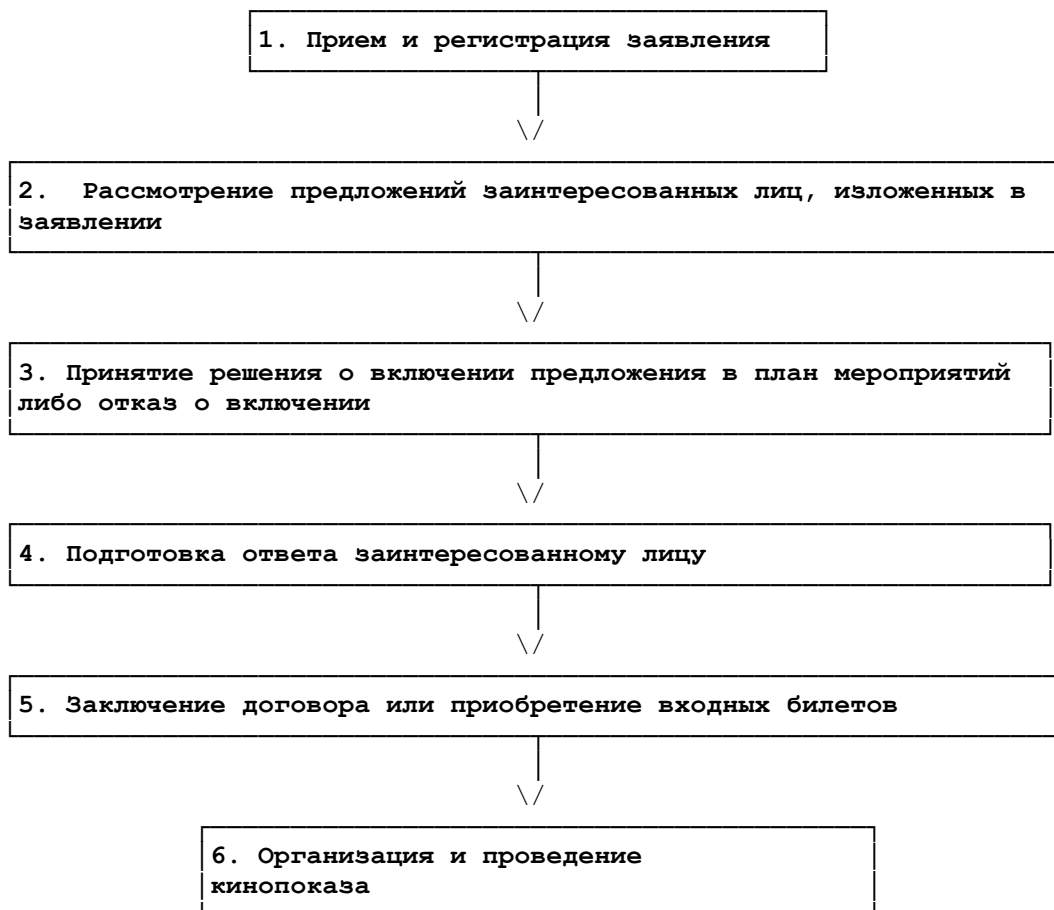 1. Прием и регистрация заявления
2. Рассмотрение предложений заинтересованных лиц, изложенных в
заявлении
3. Принятие решения о включении предложения в план мероприятий
либо отказ о включении
4. Подготовка ответа заинтересованному лицу
5. Заключение договора или приобретение входных билетов
6. Организация и проведение
кинопоказа